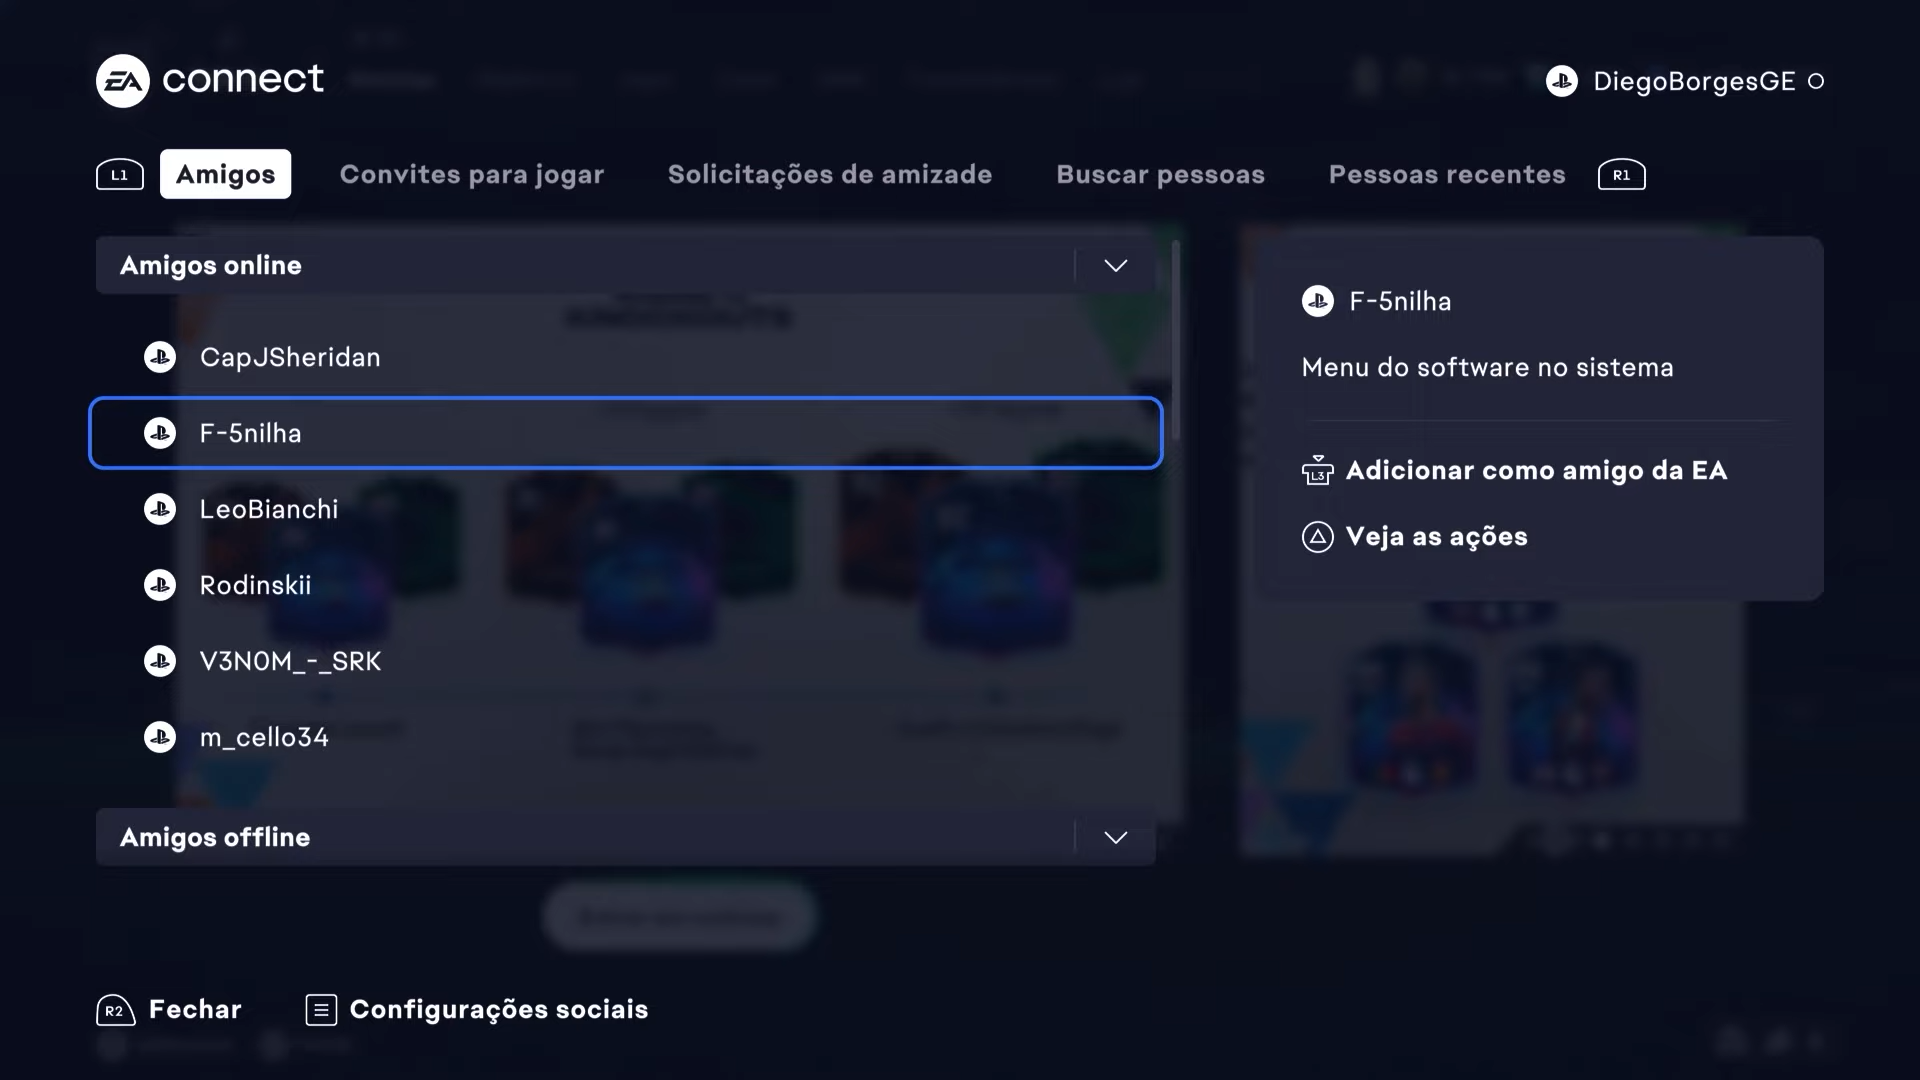 EA connect
DiegoBorgesGE
L1 Amigos Convites para jogar Solicitações de amizade Buscar pessoas Pessoas recentes R1
Amigos online
CapJSheridan
F-5nilha
LeoBianchi
Rodinskii
V3N0M_-_SRK
m_cello34
Amigos offline
F-5nilha
Menu do software no sistema
L3 Adicionar como amigo da EA
Veja as ações
R2 Fechar Configurações sociais